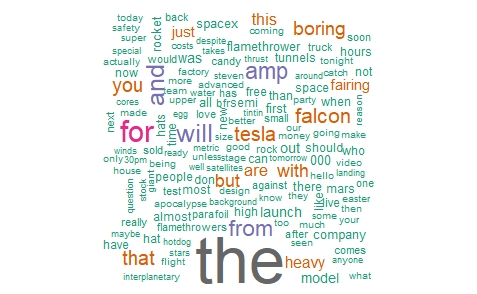 today back spacex this
safety rocket just coming boring
super costs despite flamethrower truck soon
special takes candy tunnels hours
actually would was thrust tonight
now and factory steven amp around catch not
you more advanced space fairing
team water has free than
cores upper all bfr semi party when reason
made egg better small falcon
next for hats love new tintin first our
time will size tesla money going make
winds sold metric good rock out should who
only 30pm ready unless stage can tomorrow 000 video
house being well satellites are with hello landing
people don but against there mars one
question stock giant test most design live easter
apocalypse background know they like then
almost parafoil high launch some your
really flamethrowers from too much
maybe hat after company
have that hotdog seen comes
stars the heavy anyone
flight model what
interplanetary